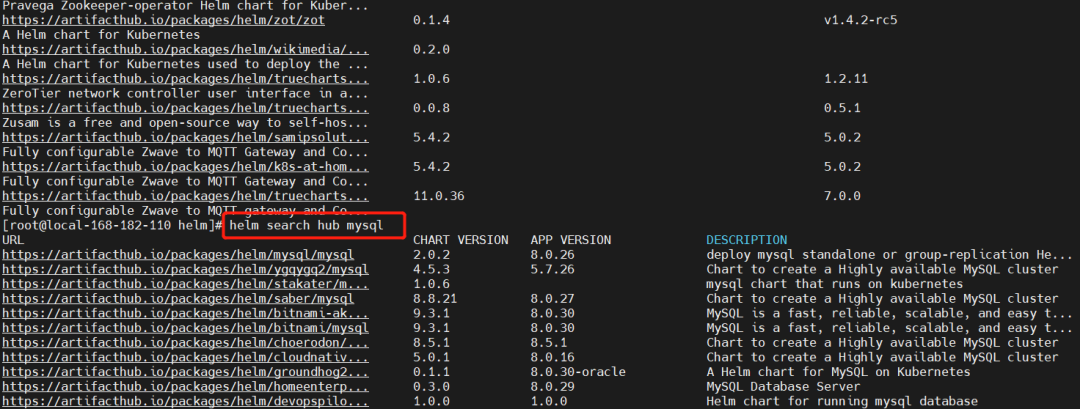 Pravega Zookeeper-operator Helm chart for Kuber...
https://artifacthub.io/packages/helm/zot/zot 0.1.4 v1.4.2-rc5
A Helm chart for Kubernetes
https://artifacthub.io/packages/helm/wikimedia/... 0.2.0
A Helm chart for Kubernetes used to deploy the ...
https://artifacthub.io/packages/helm/truecharts... 1.0.6 1.2.11
ZeroTier network controller user interface in a...
https://artifacthub.io/packages/helm/truecharts... 0.0.8 0.5.1
Zusam is a free and open-source way to self-hos...
https://artifacthub.io/packages/helm/samipsolut... 5.4.2 5.0.2
Fully configurable Zwave to MQTT Gateway and Co...
https://artifacthub.io/packages/helm/k8s-at-hom... 5.4.2 5.0.2
Fully configurable Zwave to MQTT Gateway and Co...
https://artifacthub.io/packages/helm/truecharts... 11.0.36 7.0.0
Fully configurable Zwave to MQTT gateway and Co...
[root@local-168-182-110 helm]# helm search hub mysql
URL CHART VERSION APP VERSION DESCRIPTION
https://artifacthub.io/packages/helm/mysql/mysql 2.0.2 8.0.26 deploy mysql standalone or group-replication He...
https://artifacthub.io/packages/helm/ygqygq2/mysql 4.5.3 5.7.26 Chart to create a Highly available MySQL cluster
https://artifacthub.io/packages/helm/stakater/m... 1.0.6 mysql chart that runs on kubernetes
https://artifacthub.io/packages/helm/saber/mysql 8.8.21 8.0.27 Chart to create a Highly available MySQL cluster
https://artifacthub.io/packages/helm/bitnami-ak... 9.3.1 8.0.30 MySQL is a fast, reliable, scalable, and easy t...
https://artifacthub.io/packages/helm/bitnami/mysql 9.3.1 8.0.30 MySQL is a fast, reliable, scalable, and easy t...
https://artifacthub.io/packages/helm/choerodon/... 8.5.1 8.5.1 Chart to create a Highly available MySQL cluster
https://artifacthub.io/packages/helm/cloudnativ... 5.0.1 8.0.16 Chart to create a Highly available MySQL cluster
https://artifacthub.io/packages/helm/groundhog2... 0.1.1 8.0.30-oracle A Helm chart for MySQL on Kubernetes
https://artifacthub.io/packages/helm/homeenterp... 0.3.0 8.0.29 MySQL Database Server
https://artifacthub.io/packages/helm/devopspilo... 1.0.0 1.0.0 Helm chart for running mysql database